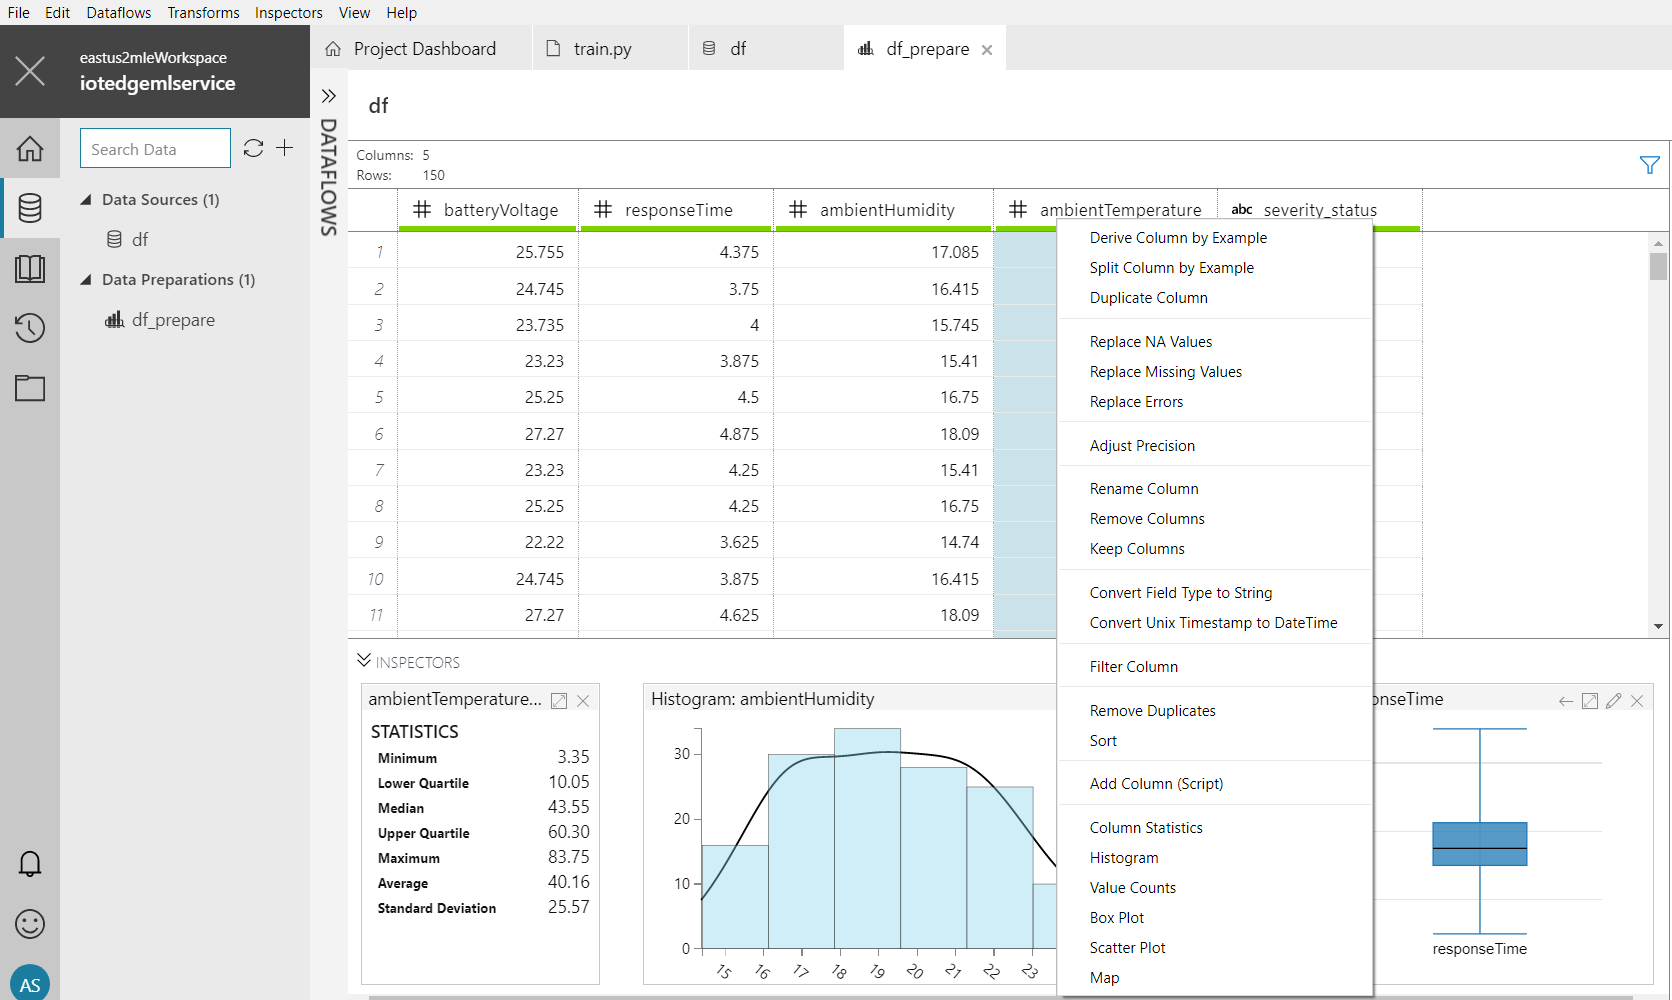 File Edit Dataflows Transforms Inspectors View Help
eastus2mleWorkspace
iotedgemlservice
Project Dashboard train.py df df_prepare
Search Data
Data Sources (1)
df
Data Preparations (1)
df_prepare
AS
DATAFLOWS
df
Columns: 5
Rows: 150
batteryVoltage responseTime ambientHumidity ambientTemperature abc severity_status
1 25.755 4.375 17.085
2 24.745 3.75 16.415
3 23.735 4 15.745
4 23.23 3.875 15.41
5 25.25 4.5 16.75
6 27.27 4.875 18.09
7 23.23 4.25 15.41
8 25.25 4.25 16.75
9 22.22 3.625 14.74
10 24.745 3.875 16.415
11 27.27 4.625 18.09
Derive Column by Example
Split Column by Example
Duplicate Column
Replace NA Values
Replace Missing Values
Replace Errors
Adjust Precision
Rename Column
Remove Columns
Keep Columns
Convert Field Type to String
Convert Unix Timestamp to DateTime
Filter Column
Remove Duplicates
Sort
Add Column (Script)
Column Statistics
Histogram
Value Counts
Box Plot
Scatter Plot
Map
INSPECTORS
ambientTemperature...
STATISTICS
Minimum 3.35
Lower Quartile 10.05
Median 43.55
Upper Quartile 60.30
Maximum 83.75
Average 40.16
Standard Deviation 25.57
Histogram: ambientHumidity
30
20
10
0
15 16 17 18 19 20 21 22 23
onseTime
responseTime